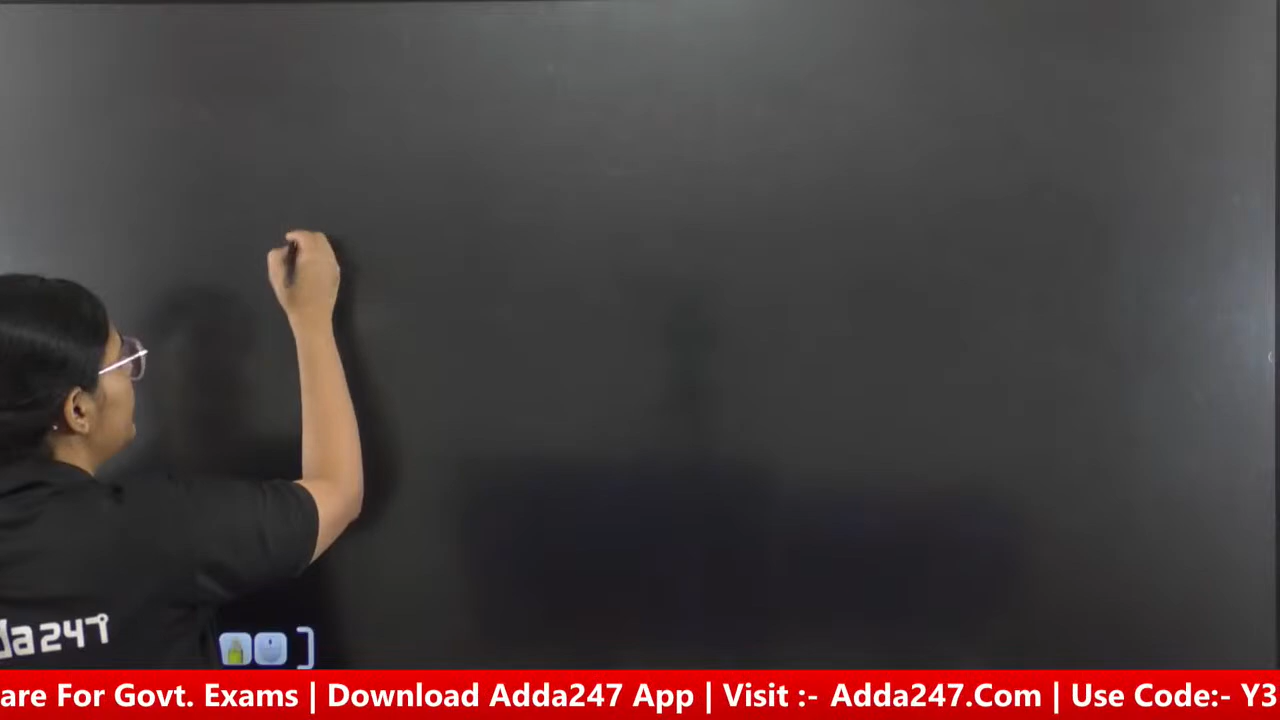 da247
]
are For Govt. Exams | Download Adda247 App | Visit :- Adda247.Com | Use Code:- Y3